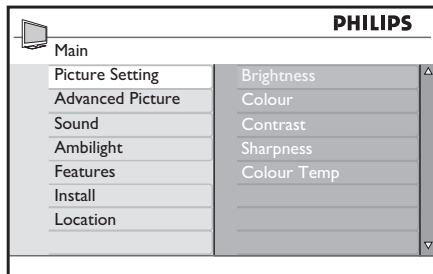 PHILIPS
Main
Picture Setting
Advanced Picture
Sound
Ambilight
Features
Install
Location
Brightness
Colour
Contrast
Sharpness
Colour Temp